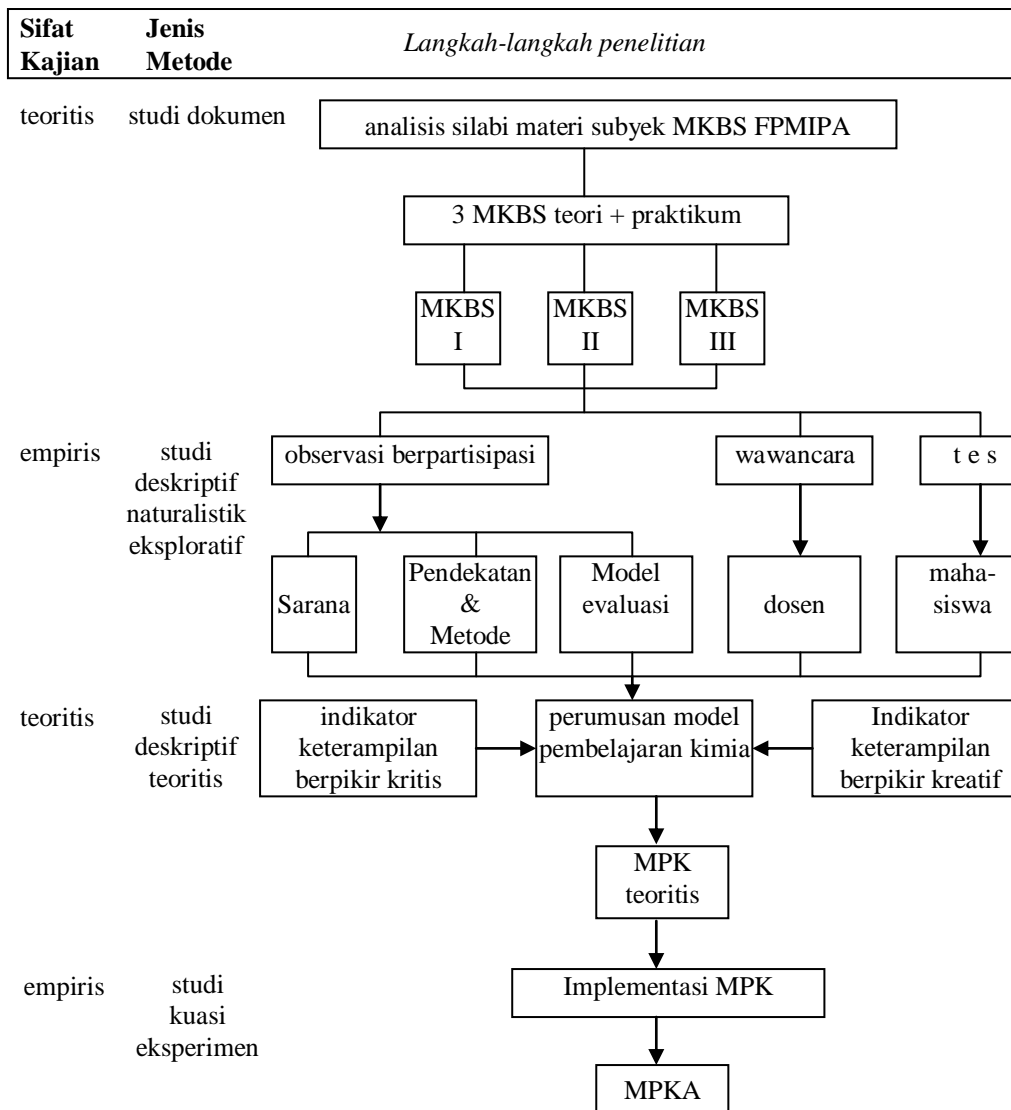 Sifat Kajian
Jenis Metode
Langkah-langkah penelitian
teoritis
studi dokumen
analisis silabi materi subyek MKBS FPMIPA
3 MKBS teori + praktikum
MKBS
I
MKBS
II
MKBS
III
empiris
studi
deskriptif
naturalistik
eksploratif
observasi berpartisipasi
wawancara
t e s
Sarana
Pendekatan
&
Metode
Model
evaluasi
dosen
maha-
siswa
teoritis
studi
deskriptif
teoritis
indikator
keterampilan
berpikir kritis
perumusan model
pembelajaran kimia
Indikator
keterampilan
berpikir kreatif
MPK
teoritis
empiris
studi
kuasi
eksperimen
Implementasi MPK
MPKA